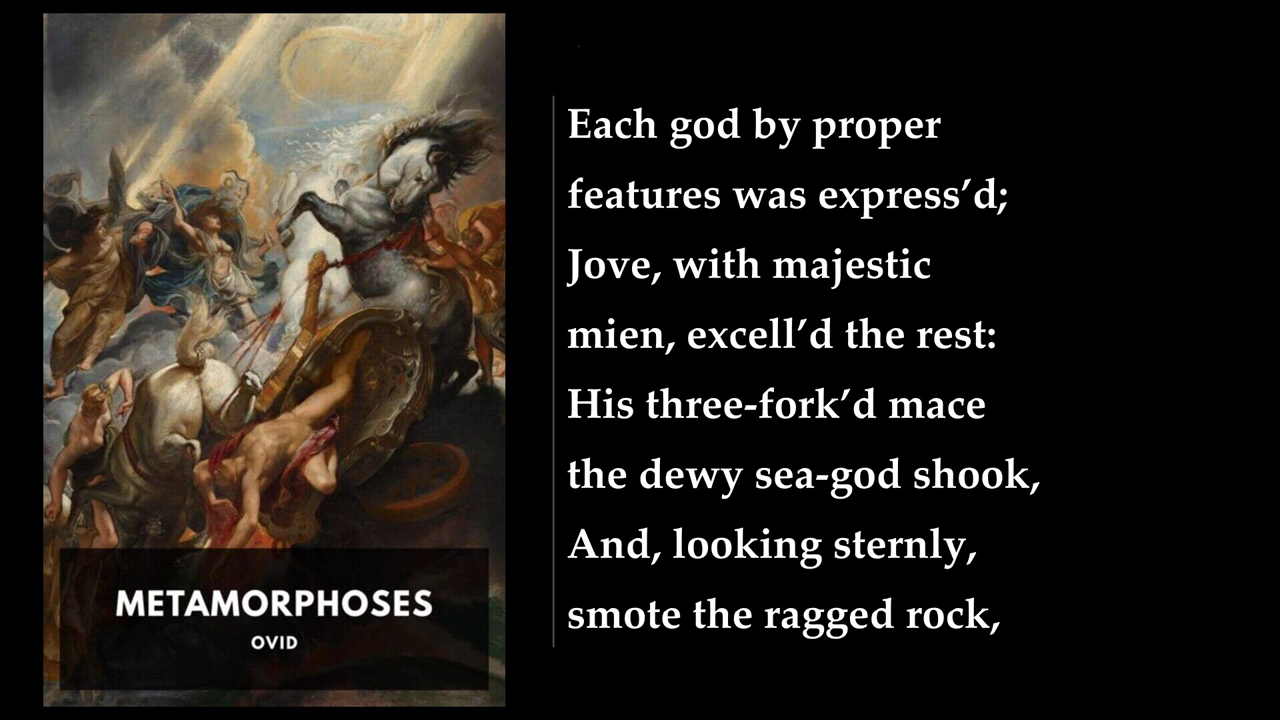 METAMORPHOSES
OVID
Each god by proper
features was express’d;
Jove, with majestic
mien, excell’d the rest:
His three-fork’d mace
the dewy sea-god shook,
And, looking sternly,
smote the ragged rock,